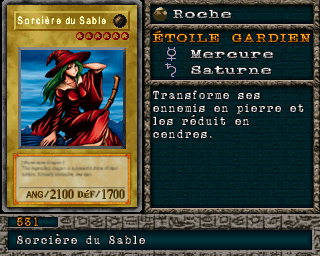 Sorcière du Sable
ANG/2100 DéF/1700
Roche
ÉTOILE GARDIEN
☿ Mercure
♄ Saturne
Transforme ses
ennemis en pierre et
les réduit en
cendres.
531
Sorcière du Sable